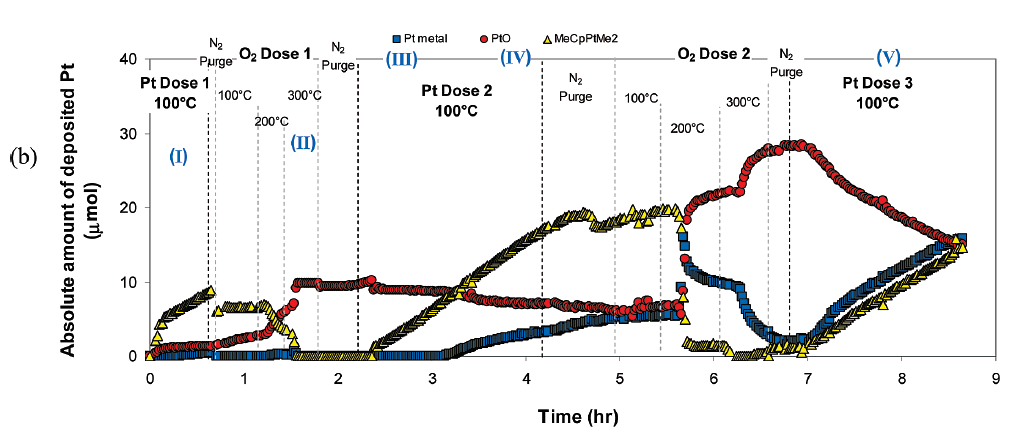 (b)
Pt metal PtO MeCpPtMe2
N2 Purge
O2 Dose 1
N2 Purge
(III)
(IV)
O2 Dose 2
N2 Purge
(V)
Pt Dose 1
100°C
100°C
200°C
300°C
(I)
(II)
Pt Dose 2
100°C
N2
Purge
100°C
200°C
300°C
Pt Dose 3
100°C
Absolute amount of deposited Pt
(μmol)
40
30
20
10
0
0 1 2 3 4 5 6 7 8 9
Time (hr)